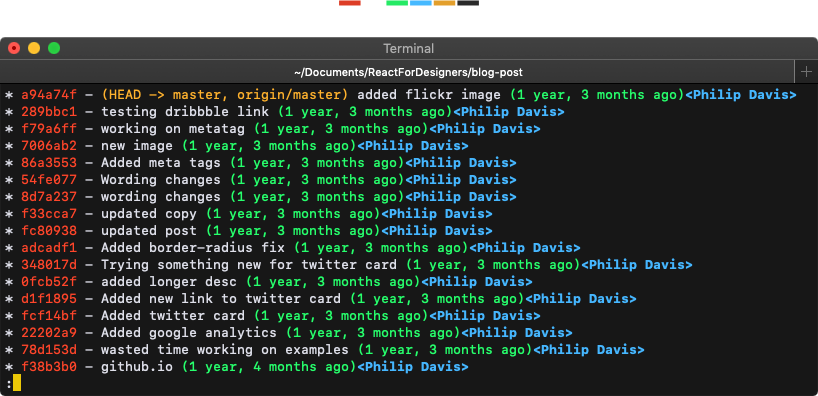 Terminal
~/Documents/ReactForDesigners/blog-post
* a94a74f - (HEAD -> master, origin/master) added flickr image (1 year, 3 months ago)<Philip Davis>
* 289bbc1 - testing dribbble link (1 year, 3 months ago)<Philip Davis>
* f79a6ff - working on metatag (1 year, 3 months ago)<Philip Davis>
* 7006ab2 - new image (1 year, 3 months ago)<Philip Davis>
* 86a3553 - Added meta tags (1 year, 3 months ago)<Philip Davis>
* 54fe077 - Wording changes (1 year, 3 months ago)<Philip Davis>
* 8d7a237 - wording changes (1 year, 3 months ago)<Philip Davis>
* f33cca7 - updated copy (1 year, 3 months ago)<Philip Davis>
* fc80938 - updated post (1 year, 3 months ago)<Philip Davis>
* adcadf1 - Added border-radius fix (1 year, 3 months ago)<Philip Davis>
* 348017d - Trying something new for twitter card (1 year, 3 months ago)<Philip Davis>
* 0fcb52f - added longer desc (1 year, 3 months ago)<Philip Davis>
* d1f1895 - Added new link to twitter card (1 year, 3 months ago)<Philip Davis>
* fcf14bf - Added twitter card (1 year, 3 months ago)<Philip Davis>
* 22202a9 - Added google analytics (1 year, 3 months ago)<Philip Davis>
* 78d153d - wasted time working on examples (1 year, 3 months ago)<Philip Davis>
* f38b3b0 - github.io (1 year, 4 months ago)<Philip Davis>
: